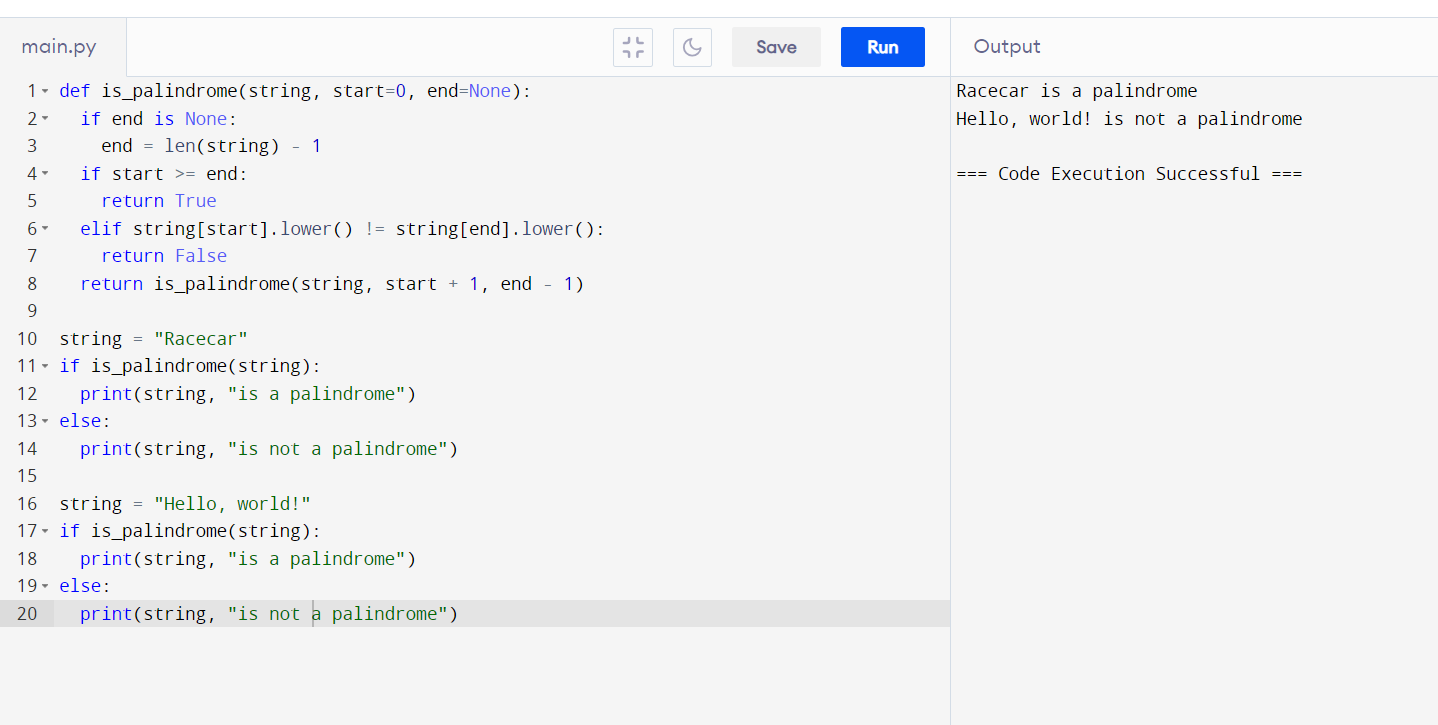 main.py
Save
Run
Output
1 def is_palindrome(string, start=0, end=None):
2   if end is None:
3     end = len(string) - 1
4   if start >= end:
5     return True
6   elif string[start].lower() != string[end].lower():
7     return False
8   return is_palindrome(string, start + 1, end - 1)
9
10 string = "Racecar"
11 if is_palindrome(string):
12   print(string, "is a palindrome")
13 else:
14   print(string, "is not a palindrome")
15
16 string = "Hello, world!"
17 if is_palindrome(string):
18   print(string, "is a palindrome")
19 else:
20   print(string, "is not a palindrome")
Racecar is a palindrome
Hello, world! is not a palindrome
=== Code Execution Successful ===